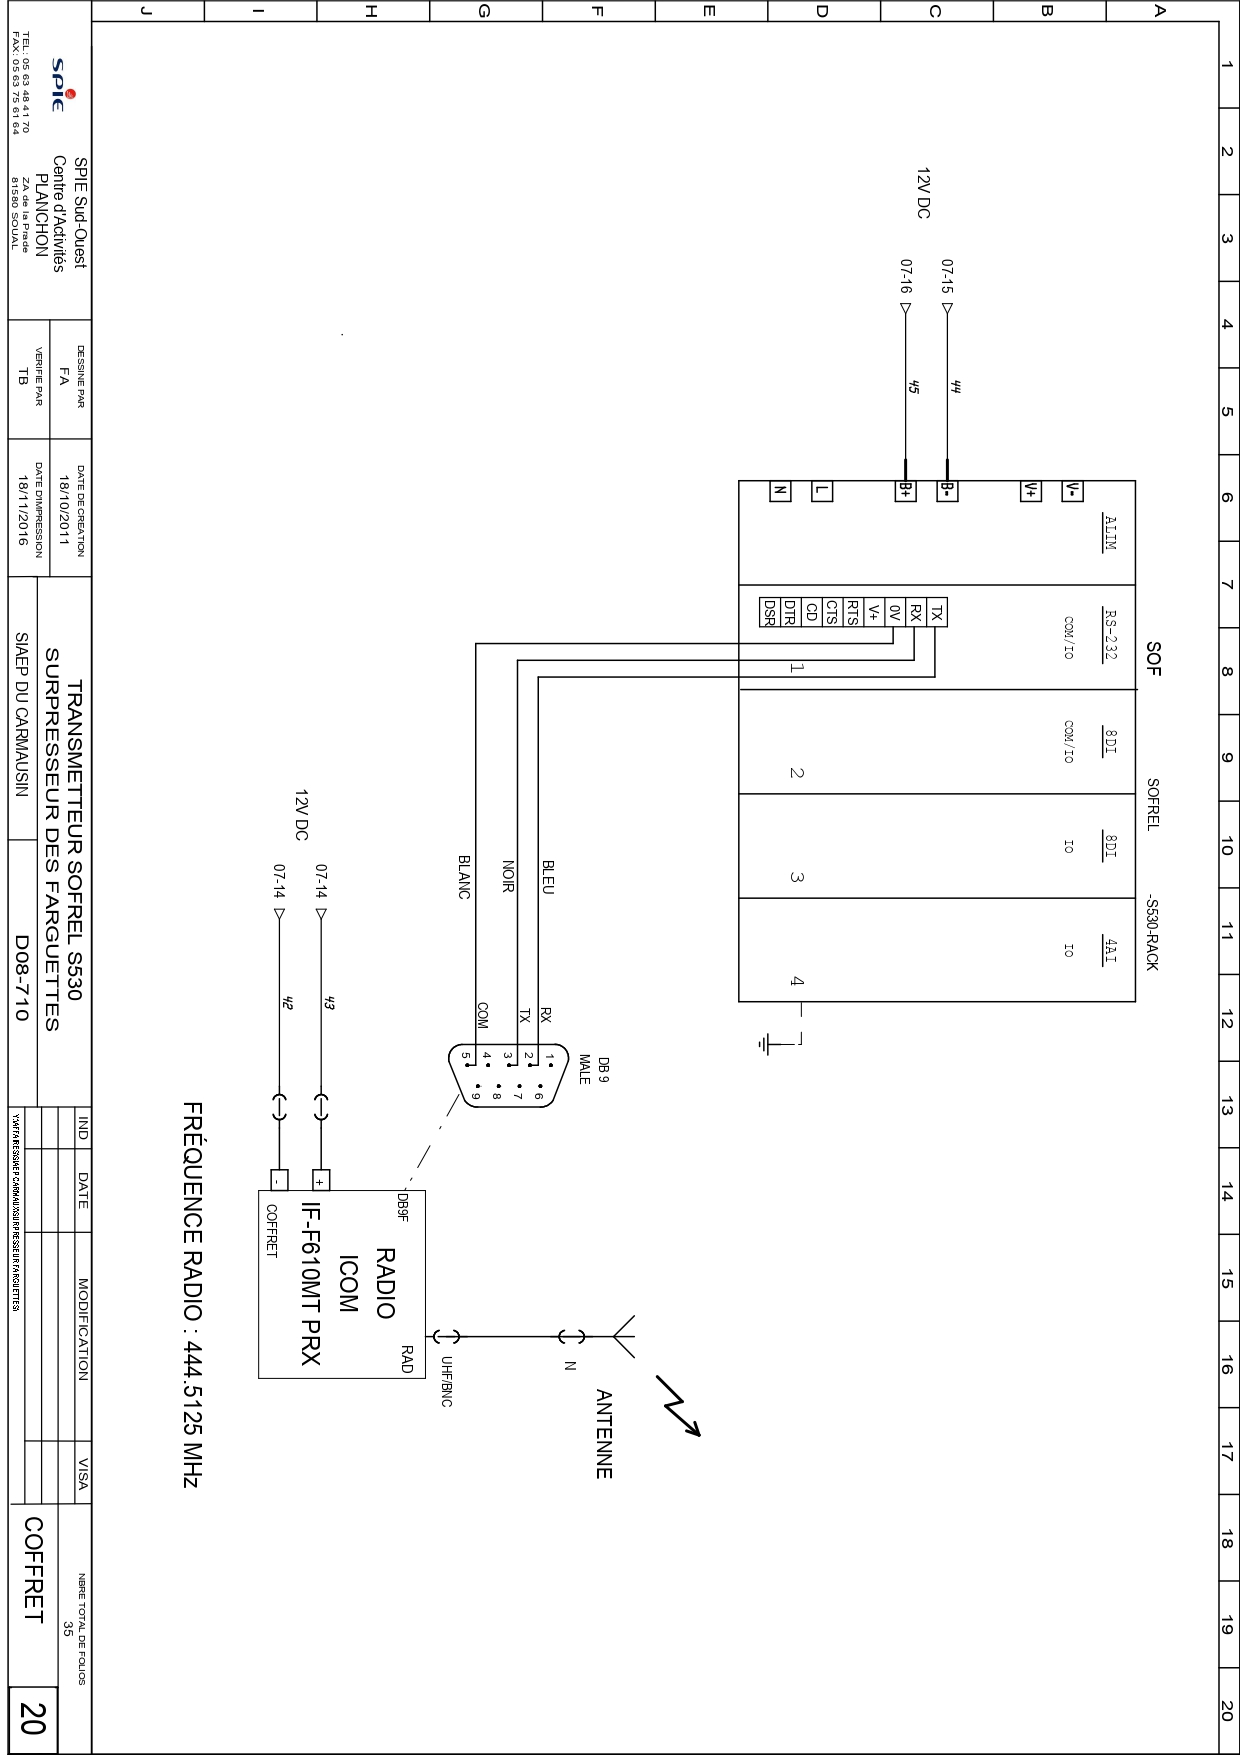 1 2 3 4 5 6 7 8 9 10 11 12 13 14 15 16 17 18 19 20
A
B
C
D
E
F
G
H
I
J
SOF
SOFREL
-S530-RACK
ALIM
RS-232
8DI
8DI
4AI
COM/IO
COM/IO
IO
IO
V-
V+
B-
B+
L
N
12V DC
07-15
44
07-16
45
TX
RX
0V
V+
RTS
CTS
CD
DTR
DSR
1
2
3
4
BLEU
NOIR
BLANC
RX
TX
COM
DB 9
MALE
1
2
3
4
5
6
7
8
9
ANTENNE
N
UHF/BNC
DB9F
RAD
RADIO
ICOM
IF-F610MT PRX
COFFRET
+
-
12V DC
07-14
43
07-14
42
FRÉQUENCE RADIO : 444.5125 MHz
SPIE
SPIE Sud-Ouest
Centre d'Activités
PLANCHON
ZA de la Prade
81580 SOUAL
TEL: 05 63 48 41 70
FAX: 05 63 75 61 64
DESSINE PAR
FA
VERIFIE PAR
TB
DATE DE CREATION
18/10/2011
DATE D'IMPRESSION
18/11/2016
TRANSMETTEUR SOFREL S530
SURPRESSEUR DES FARGUETTES
SIAEP DU CARMAUSIN
D08-710
IND
DATE
MODIFICATION
VISA
NBRE TOTAL DE FOLIOS
35
COFFRET
20